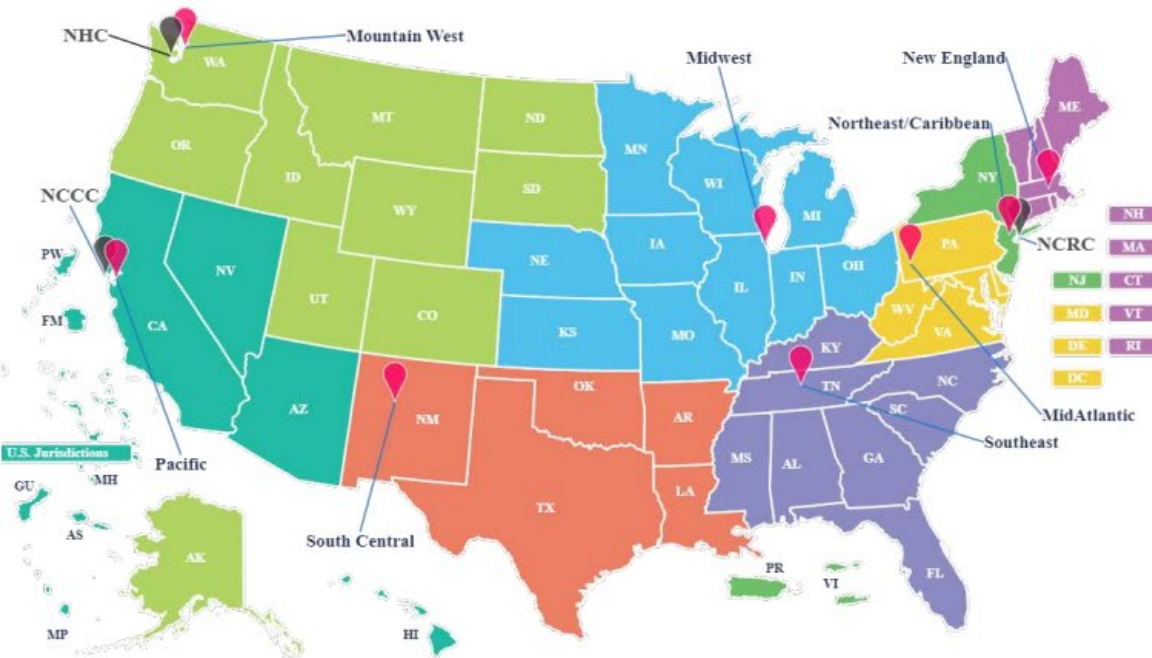 NHC
Mountain West
Midwest
New England
WA
ME
MT
ND
Northeast/Caribbean
OR
MN
ID
SD
WI
NY
NCCC
WY
MI
NH
PW
IA
PA
NCRC
MA
NV
NE
OH
NJ
CT
UT
IL
IN
WV
MD
VT
FM
CA
CO
KS
MO
VA
DE
RI
KY
DC
OK
TN
NC
AZ
NM
AR
SC
MidAtlantic
Southeast
U.S. Jurisdictions
Pacific
MS
AL
GA
MH
GU
LA
TX
AS
South Central
AK
PR
VI
FL
MP
HI